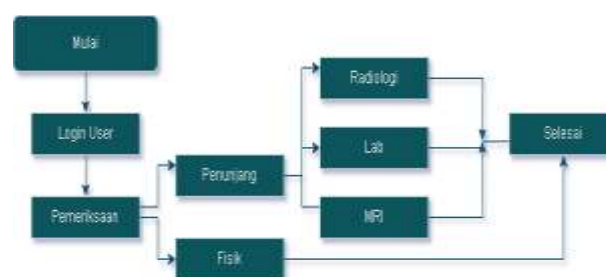 Mulai
Login User
Pemeriksaan
Penunjang
Fisik
Radiologi
Lab
MRI
Selesai